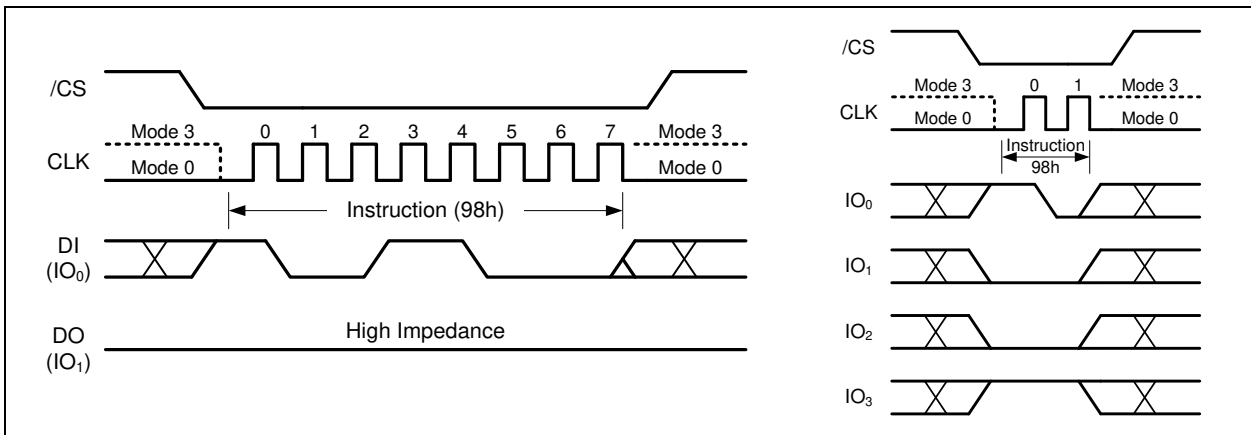 /CS
Mode 3 0 1 2 3 4 5 6 7 Mode 3
CLK
Mode 0 Mode 0
Instruction (98h)
DI
(IO₀)
High Impedance
DO
(IO₁)
/CS
Mode 3 0 1 Mode 3
CLK
Mode 0 Mode 0
Instruction
98h
IO₀
IO₁
IO₂
IO₃